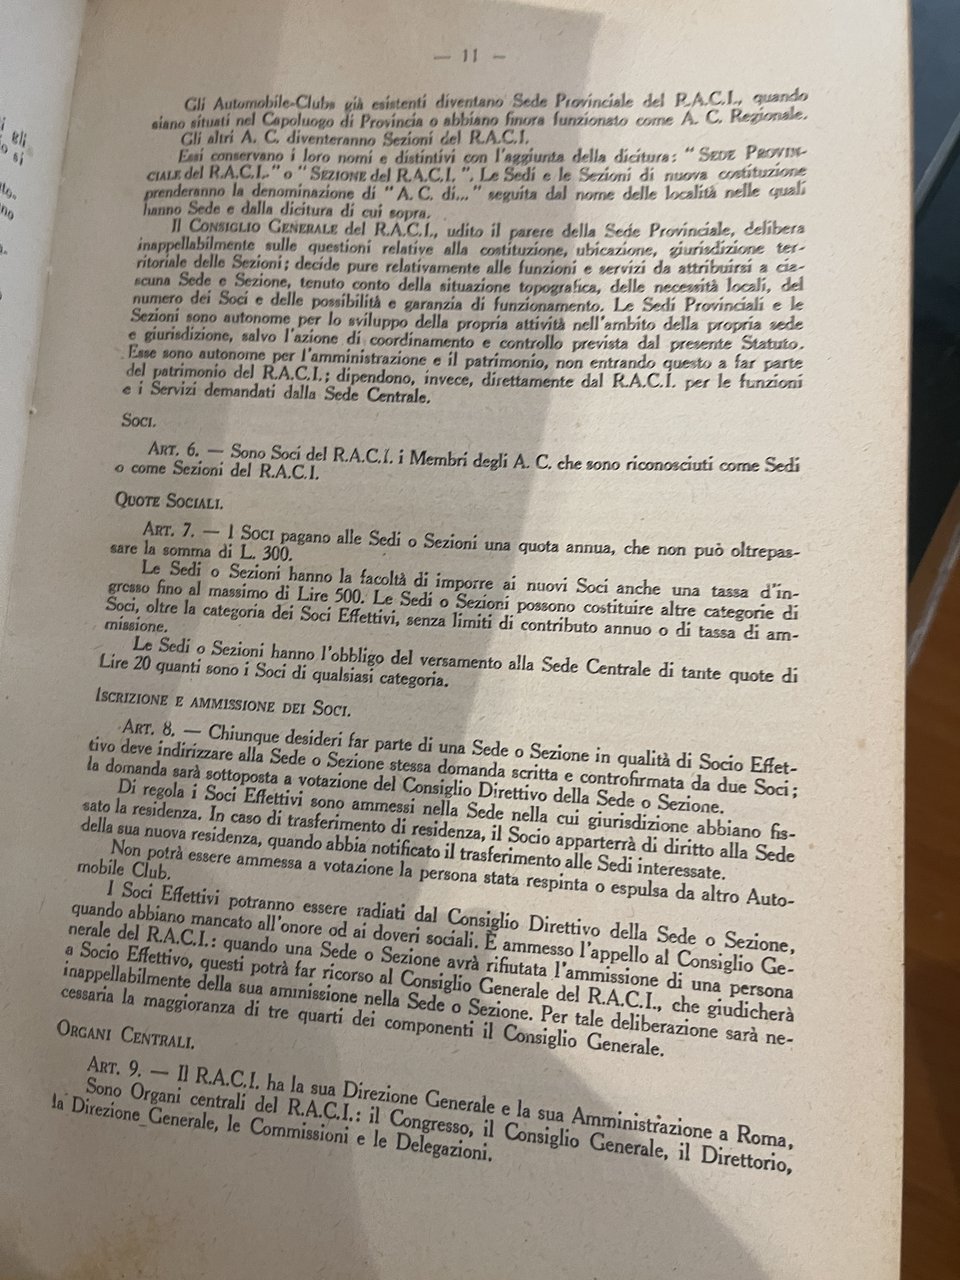 — 11 —
Gli Automobile-Clubs già esistenti diventano Sede Provinciale del R.A.C.I., quando
siano situati nel Capoluogo di Provincia o abbiano finora funzionato come A. C. Regionale.
Gli altri A. C. diventeranno Sezioni del R.A.C.I.
Essi conservano i loro nomi e distintivi con l'aggiunta della dicitura: " SEDE PROVIN-
CIALE del R.A.C.I. " o " SEZIONE del R.A.C.I. ". Le Sedi e le Sezioni di nuova costituzione
prenderanno la denominazione di " A. C. di... " seguita dal nome delle località nelle quali
hanno Sede e dalla dicitura di cui sopra.
Il CONSIGLIO GENERALE del R.A.C.I., udito il parere della Sede Provinciale, delibera
inappellabilmente sulle questioni relative alla costituzione, ubicazione, giurisdizione ter-
ritoriale delle Sezioni; decide pure relativamente alle funzioni e servizi da attribuirsi a cia-
scuna Sede e Sezione, tenuto conto della situazione topografica, delle necessità locali, del
numero dei Soci e delle possibilità e garanzia di funzionamento. Le Sedi Provinciali e le
Sezioni sono autonome per lo sviluppo della propria attività nell'ambito della propria sede
e giurisdizione, salvo l'azione di coordinamento e controllo prevista dal presente Statuto.
Esse sono autonome per l'amministrazione e il patrimonio, non entrando questo a far parte
del patrimonio del R.A.C.I.; dipendono, invece, direttamente dal R.A.C.I. per le funzioni
e i Servizi demandati dalla Sede Centrale.
SOCI.
ART. 6. — Sono Soci del R.A.C.I. i Membri degli A. C. che sono riconosciuti come Sedi
o come Sezioni del R.A.C.I.
QUOTE SOCIALI.
ART. 7. — I SOCI pagano alle Sedi o Sezioni una quota annua, che non può oltrepas-
sare la somma di L. 300.
Le Sedi o Sezioni hanno la facoltà di imporre ai nuovi Soci anche una tassa d'in-
gresso fino al massimo di Lire 500. Le Sedi o Sezioni possono costituire altre categorie di
Soci, oltre la categoria dei Soci Effettivi, senza limiti di contributo annuo o di tassa di am-
missione.
Le Sedi o Sezioni hanno l'obbligo del versamento alla Sede Centrale di tante quote di
Lire 20 quanti sono i Soci di qualsiasi categoria.
ISCRIZIONE E AMMISSIONE DEI SOCI.
ART. 8. — Chiunque desideri far parte di una Sede o Sezione in qualità di Socio Effet-
tivo deve indirizzare alla Sede o Sezione stessa domanda scritta e controfirmata da due Soci;
la domanda sarà sottoposta a votazione del Consiglio Direttivo della Sede o Sezione.
Di regola i Soci Effettivi sono ammessi nella Sede nella cui giurisdizione abbiano fis-
sato la residenza. In caso di trasferimento di residenza, il Socio apparterrà di diritto alla Sede
della sua nuova residenza, quando abbia notificato il trasferimento alle Sedi interessate.
Non potrà essere ammessa a votazione la persona stata respinta o espulsa da altro Auto-
mobile Club.
I Soci Effettivi potranno essere radiati dal Consiglio Direttivo della Sede o Sezione,
quando abbiano mancato all'onore od ai doveri sociali. È ammesso l'appello al Consiglio Ge-
nerale del R.A.C.I.: quando una Sede o Sezione avrà rifiutata l'ammissione di una persona
a Socio Effettivo, questi potrà far ricorso al Consiglio Generale del R.A.C.I., che giudicherà
inappellabilmente della sua ammissione nella Sede o Sezione. Per tale deliberazione sarà ne-
cessaria la maggioranza di tre quarti dei componenti il Consiglio Generale.
ORGANI CENTRALI.
ART. 9. — Il R.A.C.I. ha la sua Direzione Generale e la sua Amministrazione a Roma,
Sono Organi centrali del R.A.C.I.: il Congresso, il Consiglio Generale, il Direttorio,
la Direzione Generale, le Commissioni e le Delegazioni.